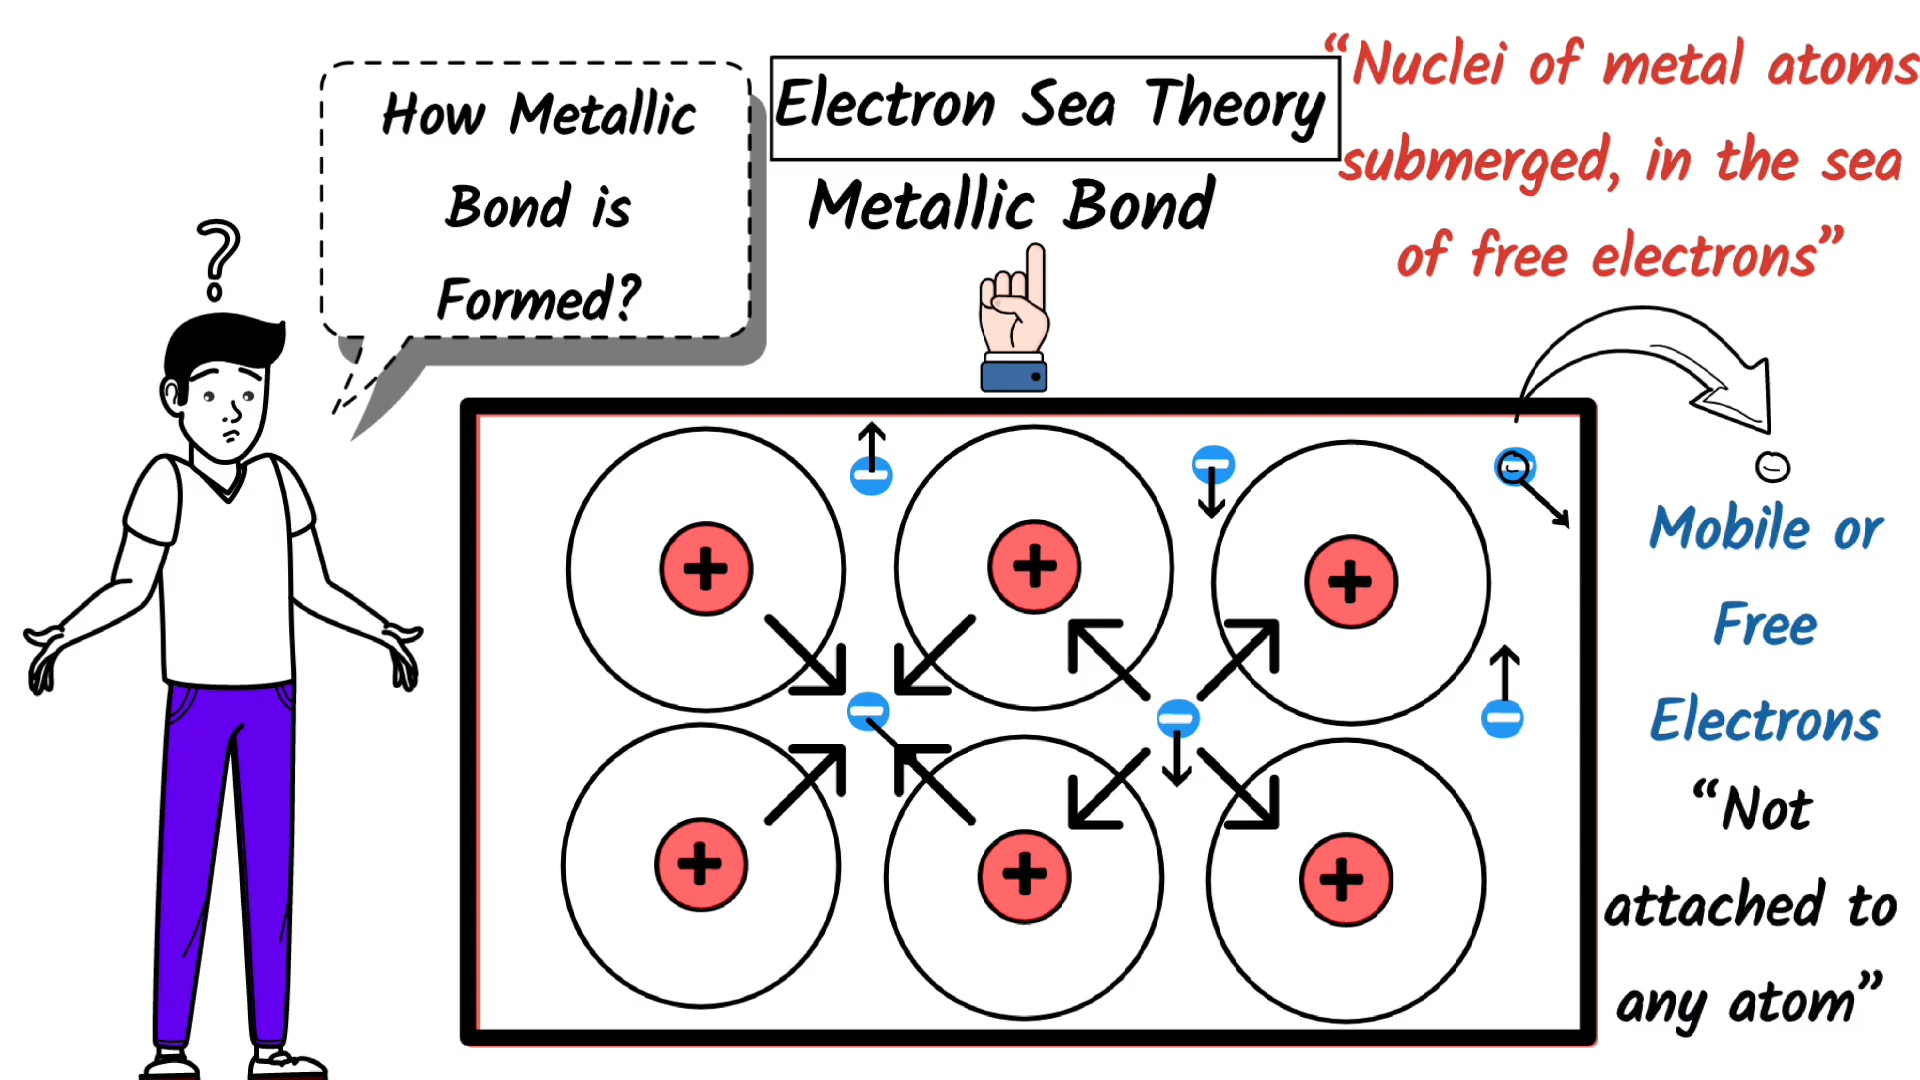 How Metallic
Bond is
Formed?
Electron Sea Theory
Metallic Bond
“Nuclei of metal atoms
submerged, in the sea
of free electrons”
?
Mobile or
Free
Electrons
“Not
attached to
any atom”